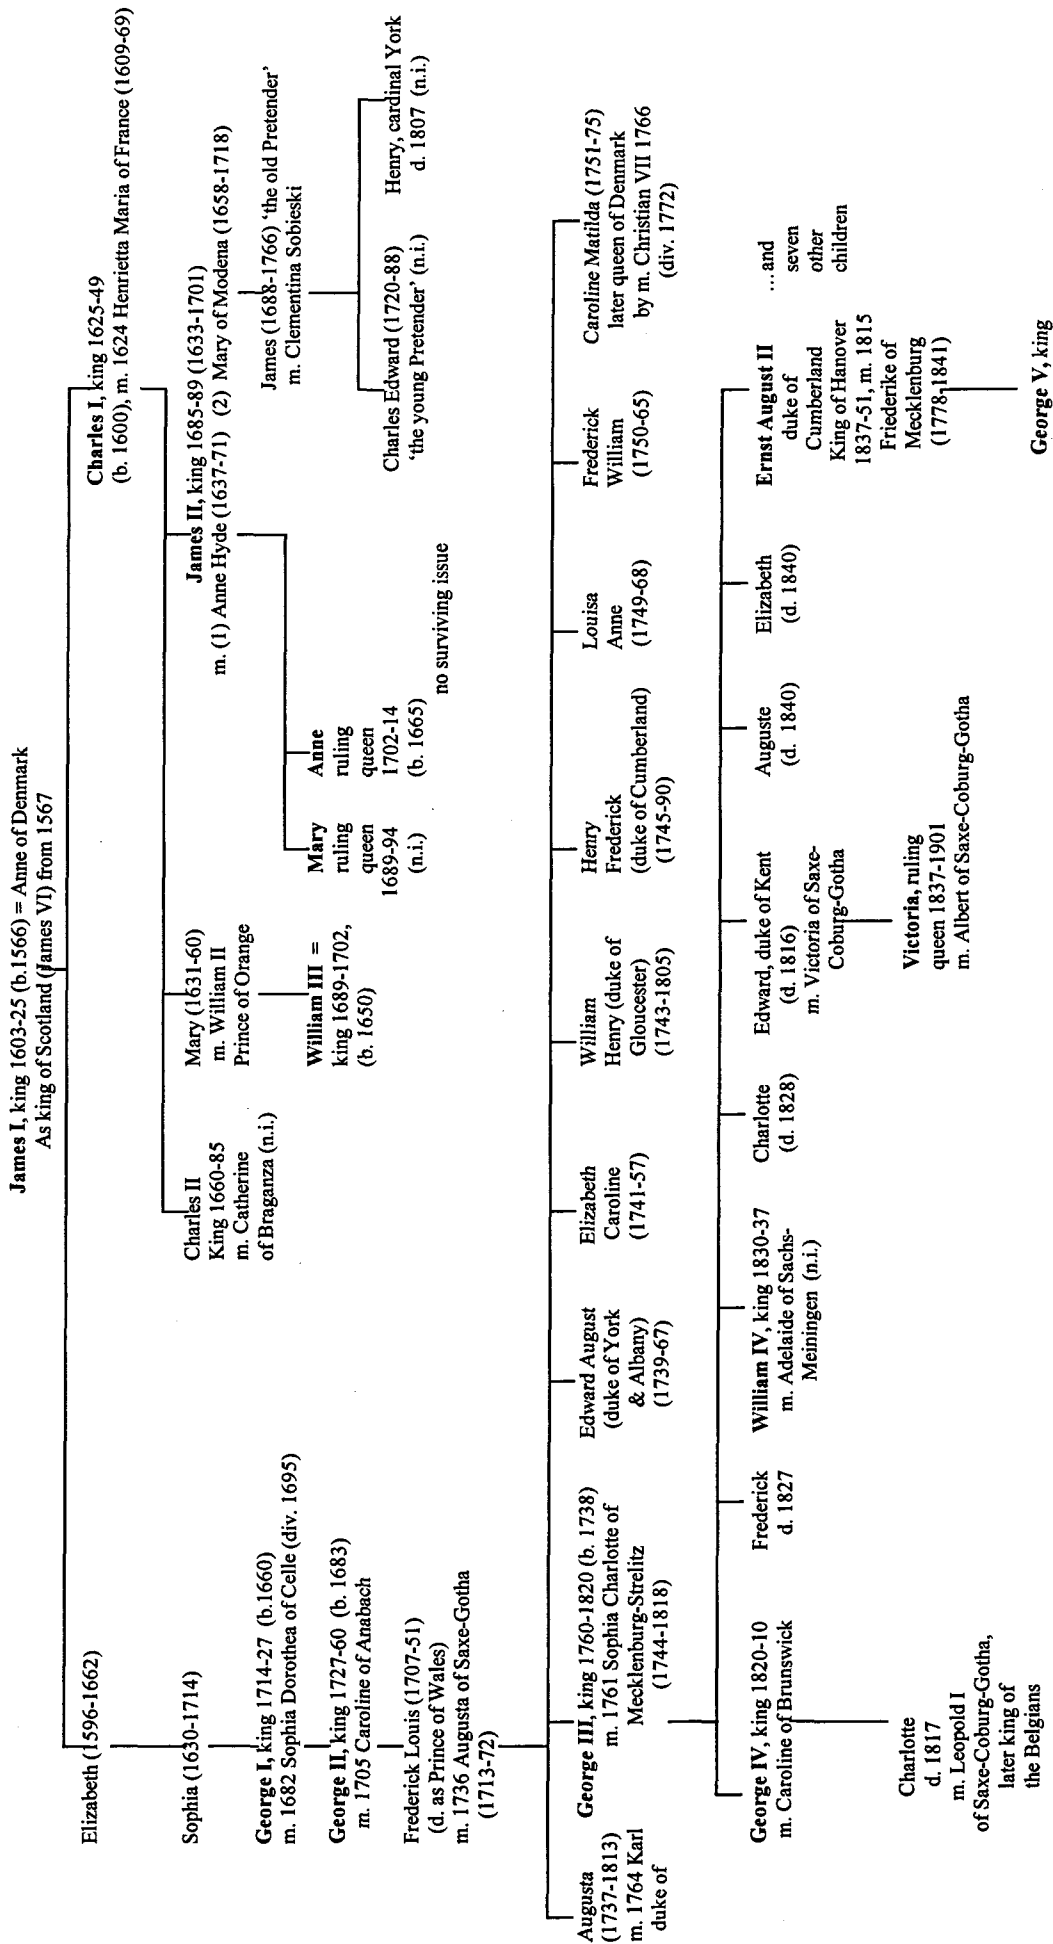 James I, king 1603-25 (b.1566) = Anne of Denmark
As king of Scotland (James VI) from 1567
Elizabeth (1596-1662)
Charles I, king 1625-49
(b. 1600), m. 1624 Henrietta Maria of France (1609-69)
Sophia (1630-1714)
Charles II
King 1660-85
m. Catherine
of Braganza (n.i.)
Mary (1631-60)
m. William II
Prince of Orange
James II, king 1685-89 (1633-1701)
m. (1) Anne Hyde (1637-71) (2) Mary of Modena (1658-1718)
George I, king 1714-27 (b.1660)
m. 1682 Sophia Dorothea of Celle (div. 1695)
William III =
king 1689-1702,
(b. 1650)
Mary
ruling
queen
1689-94
(n.i.)
Anne
ruling
queen
1702-14
(b. 1665)
no surviving issue
James (1688-1766) 'the old Pretender'
m. Clementina Sobieski
Charles Edward (1720-88)
'the young Pretender' (n.i.)
Henry, cardinal York
d. 1807 (n.i.)
George II, king 1727-60 (b. 1683)
m. 1705 Caroline of Anabach
Frederick Louis (1707-51)
(d. as Prince of Wales)
m. 1736 Augusta of Saxe-Gotha
(1713-72)
Augusta
(1737-1813)
m. 1764 Karl
duke of
George III, king 1760-1820 (b. 1738)
m. 1761 Sophia Charlotte of
Mecklenburg-Strelitz
(1744-1818)
Edward August
(duke of York
& Albany)
(1739-67)
Elizabeth
Caroline
(1741-57)
William
Henry (duke of
Gloucester)
(1743-1805)
Henry
Frederick
(duke of Cumberland)
(1745-90)
Louisa
Anne
(1749-68)
Frederick
William
(1750-65)
Caroline Matilda (1751-75)
later queen of Denmark
by m. Christian VII 1766
(div. 1772)
George IV, king 1820-10
m. Caroline of Brunswick
Frederick
d. 1827
William IV, king 1830-37
m. Adelaide of Sachs-
Meiningen (n.i.)
Charlotte
(d. 1828)
Edward, duke of Kent
(d. 1816)
m. Victoria of Saxe-
Coburg-Gotha
Auguste
(d. 1840)
Elizabeth
(d. 1840)
Ernst August II
duke of
Cumberland
King of Hanover
1837-51, m. 1815
Friederike of
Mecklenburg
(1778-1841)
...and
seven
other
children
Charlotte
d. 1817
m. Leopold I
of Saxe-Coburg-Gotha,
later king of
the Belgians
Victoria, ruling
queen 1837-1901
m. Albert of Saxe-Coburg-Gotha
George V, king